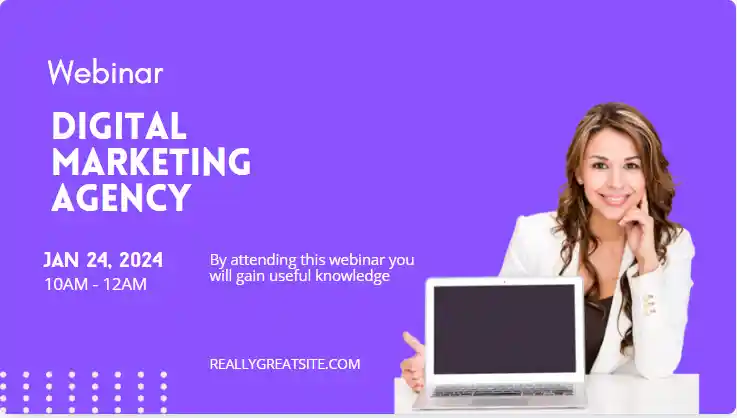 Webinar
DIGITAL
MARKETING
AGENCY
JAN 24, 2024
10AM - 12AM
By attending this webinar you
will gain useful knowledge
REALLYGREATSITE.COM